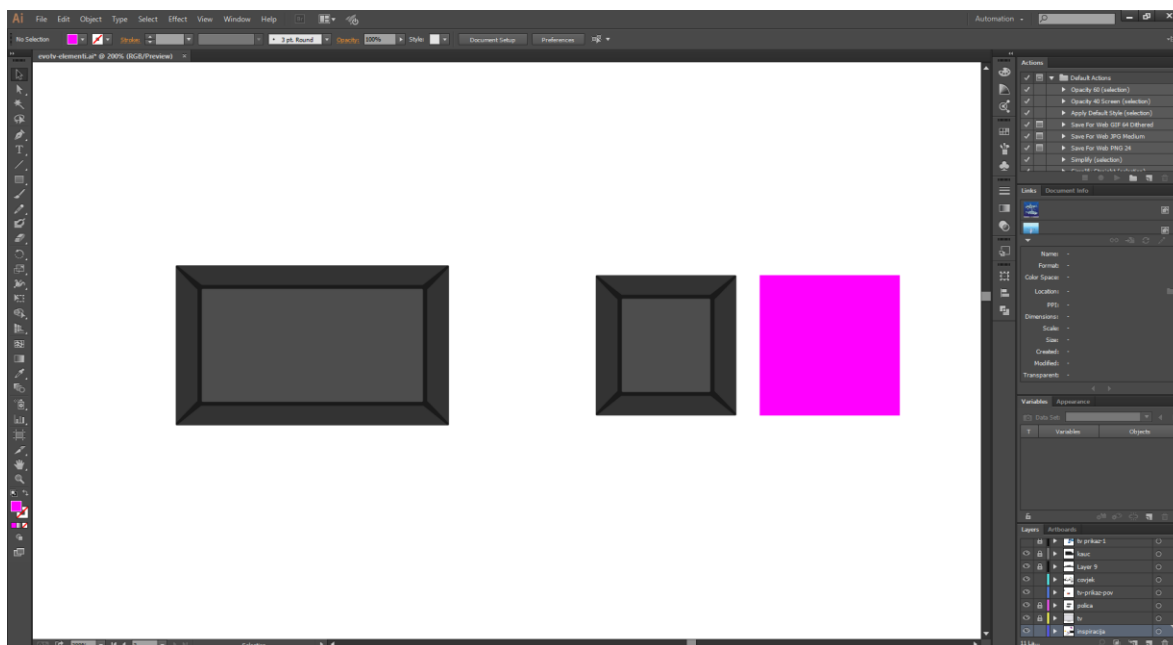 Ai File Edit Object Type Select Effect View Window Help Automation
No Selection Stroke: 3 pt. Round Opacity: 100% Style: Document Setup Preferences
evotv-elementi.ai* @ 200% (RGB/Preview) ×
Actions
Default Actions
Opacity 60 (selection)
Opacity 40 Screen (selection)
Apply Default Style (selection)
Save For Web GIF 64 Dithered
Save For Web JPG Medium
Save For Web PNG 24
Simplify (selection)
Links Document Info
Name: -
Format: -
Color Space: -
Location: -
PPI: -
Dimensions: -
Scale: -
Size: -
Created: -
Modified: -
Transparent: -
Variables Appearance
Data Set:
T Variables Objects
Layers Artboards
tv prikaz-1
kauc
Layer 9
covjek
tv-prikaz-pov
polica
tv
inspiracija